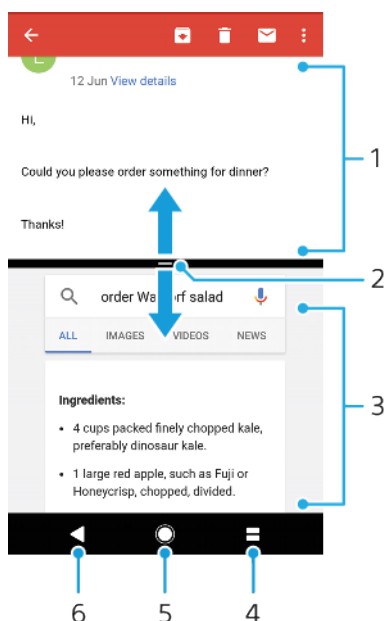 12 Jun View details
Hi,
1
Could you please order something for dinner?
Thanks!
2
order Wa rf salad
ALL IMAGES VIDEOS NEWS
3
Ingredients:
• 4 cups packed finely chopped kale,
preferably dinosaur kale.
• 1 large red apple, such as Fuji or
Honeycrisp, chopped, divided.
6 5 4